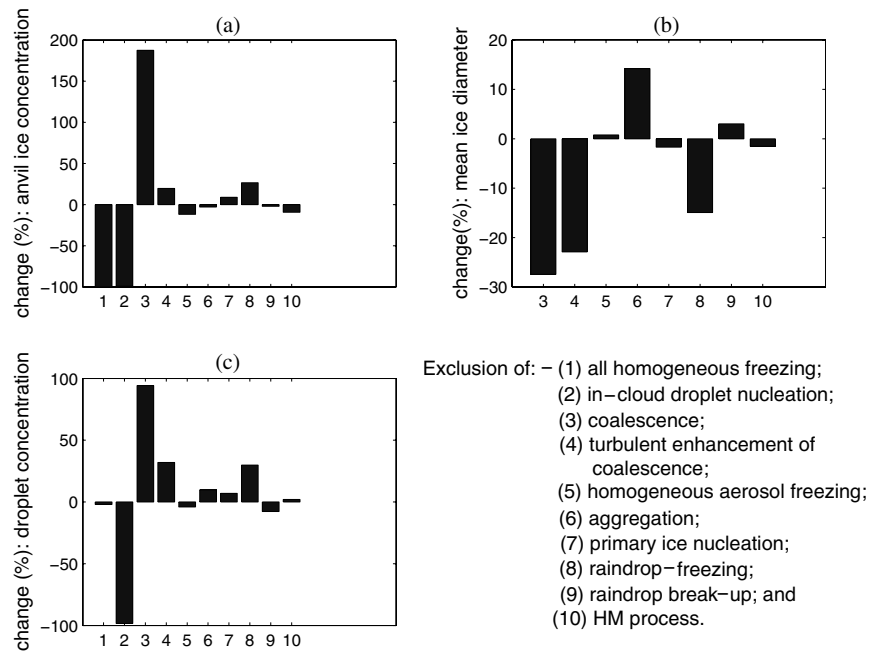 (a)
change (%): anvil ice concentration
200
150
100
50
0
−50
−100
1 2 3 4 5 6 7 8 9 10
(b)
change(%): mean ice diameter
20
10
0
−10
−20
−30
3 4 5 6 7 8 9 10
(c)
change (%): droplet concentration
100
50
0
−50
−100
1 2 3 4 5 6 7 8 9 10
Exclusion of: − (1) all homogeneous freezing;
(2) in−cloud droplet nucleation;
(3) coalescence;
(4) turbulent enhancement of
coalescence;
(5) homogeneous aerosol freezing;
(6) aggregation;
(7) primary ice nucleation;
(8) raindrop−freezing;
(9) raindrop break−up; and
(10) HM process.